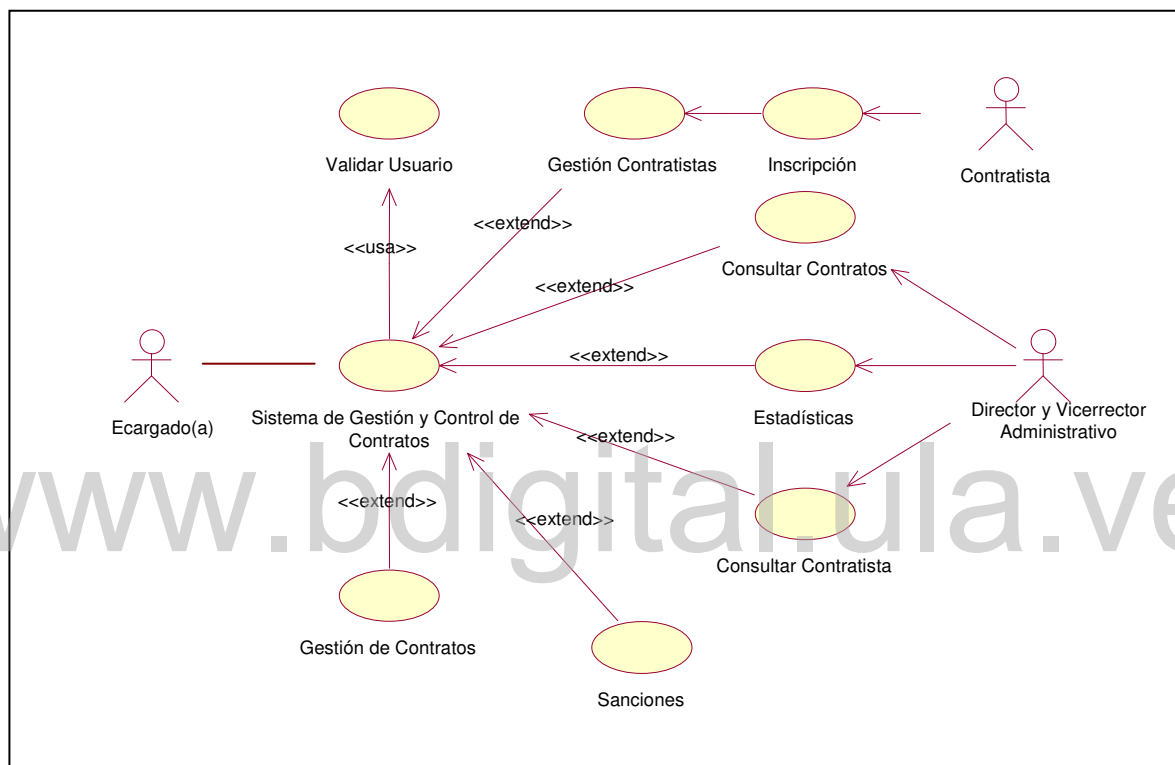 Validar Usuario
Gestión Contratistas
Inscripción
Contratista
<<extend>>
<<usa>>
Consultar Contratos
<<extend>>
<<extend>>
Ecargado(a)
Sistema de Gestión y Control de
Contratos
Estadísticas
Director y Vicerrector
Administrativo
<<extend>>
<<extend>>
<<extend>>
www.bdigital.ula.ve
Consultar Contratista
Gestión de Contratos
Sanciones